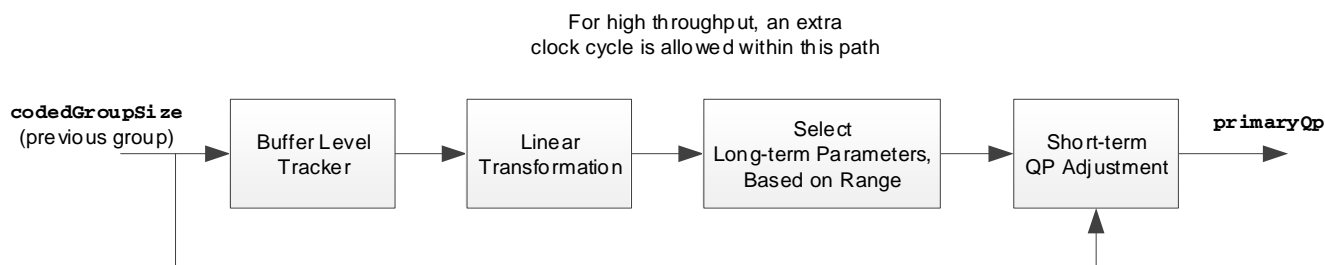 For high throughput, an extra
clock cycle is allowed within this path
codedGroupSize
(previous group)
Buffer Level
Tracker
Linear
Transformation
Select
Long-term Parameters,
Based on Range
Short-term
QP Adjustment
primaryQp